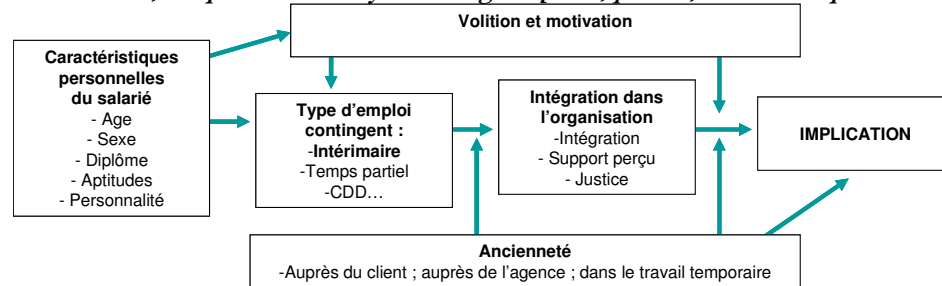 Volition et motivation
Caractéristiques
personnelles
du salarié
- Age
- Sexe
- Diplôme
- Aptitudes
- Personnalité
Type d'emploi
contingent :
-Intérimaire
-Temps partiel
-CDD…
Intégration dans
l'organisation
-Intégration
- Support perçu
- Justice
IMPLICATION
Ancienneté
-Auprès du client ; auprès de l'agence ; dans le travail temporaire